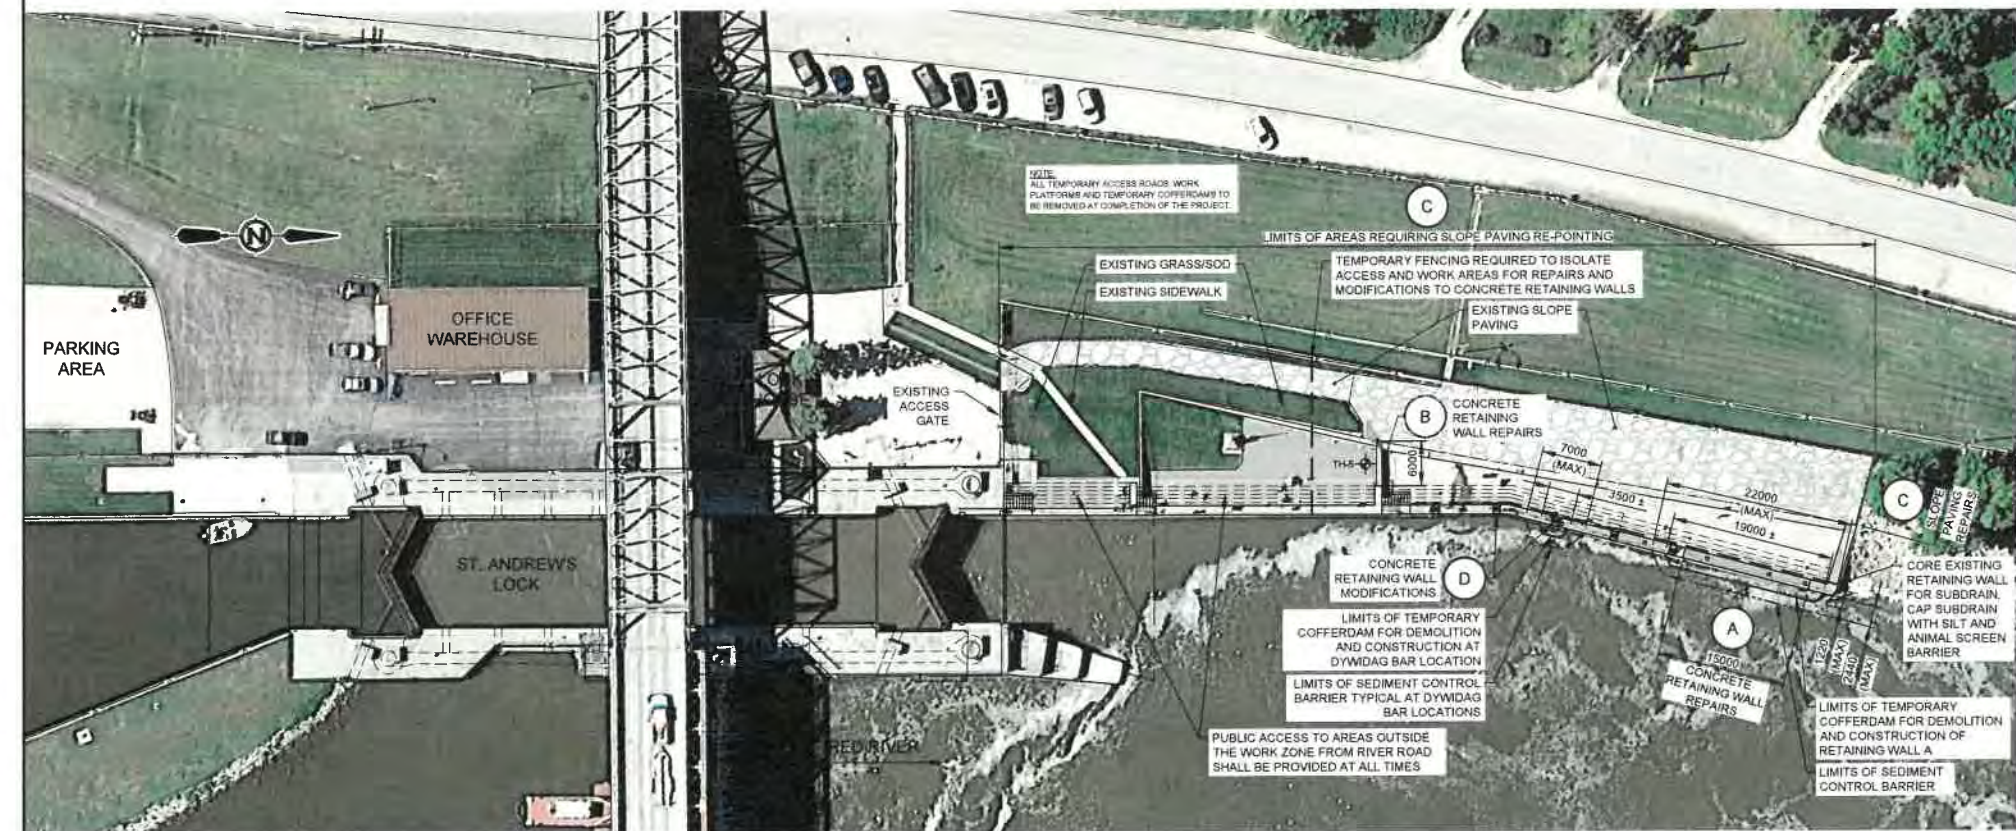 NOTE:
ALL TEMPORARY ACCESS ROADS, WORK
PLATFORMS AND TEMPORARY COFFERDAMS TO
BE REMOVED AT COMPLETION OF THE PROJECT.
C
LIMITS OF AREAS REQUIRING SLOPE PAVING RE-POINTING
N
EXISTING GRASS/SOD
EXISTING SIDEWALK
TEMPORARY FENCING REQUIRED TO ISOLATE
ACCESS AND WORK AREAS FOR REPAIRS AND
MODIFICATIONS TO CONCRETE RETAINING WALLS
EXISTING SLOPE
PAVING
OFFICE
WAREHOUSE
PARKING
AREA
EXISTING
ACCESS
GATE
B
CONCRETE
RETAINING
WALL REPAIRS
TH-5
6000
7000
(MAX)
3500 ±
22000
(MAX)
19000 ±
C
SLOPE
PAVING
REPAIRS
ST. ANDREW'S
LOCK
CONCRETE
RETAINING WALL
MODIFICATIONS
D
CORE EXISTING
RETAINING WALL
FOR SUBDRAIN.
CAP SUBDRAIN
WITH SILT AND
ANIMAL SCREEN
BARRIER
LIMITS OF TEMPORARY
COFFERDAM FOR DEMOLITION
AND CONSTRUCTION AT
DYWIDAG BAR LOCATION
A
15000
CONCRETE
RETAINING WALL
REPAIRS
1220
(MAX)
2440
(MAX)
LIMITS OF SEDIMENT CONTROL
BARRIER TYPICAL AT DYWIDAG
BAR LOCATIONS
LIMITS OF TEMPORARY
COFFERDAM FOR DEMOLITION
AND CONSTRUCTION OF
RETAINING WALL A
RED RIVER
PUBLIC ACCESS TO AREAS OUTSIDE
THE WORK ZONE FROM RIVER ROAD
SHALL BE PROVIDED AT ALL TIMES
LIMITS OF SEDIMENT
CONTROL BARRIER